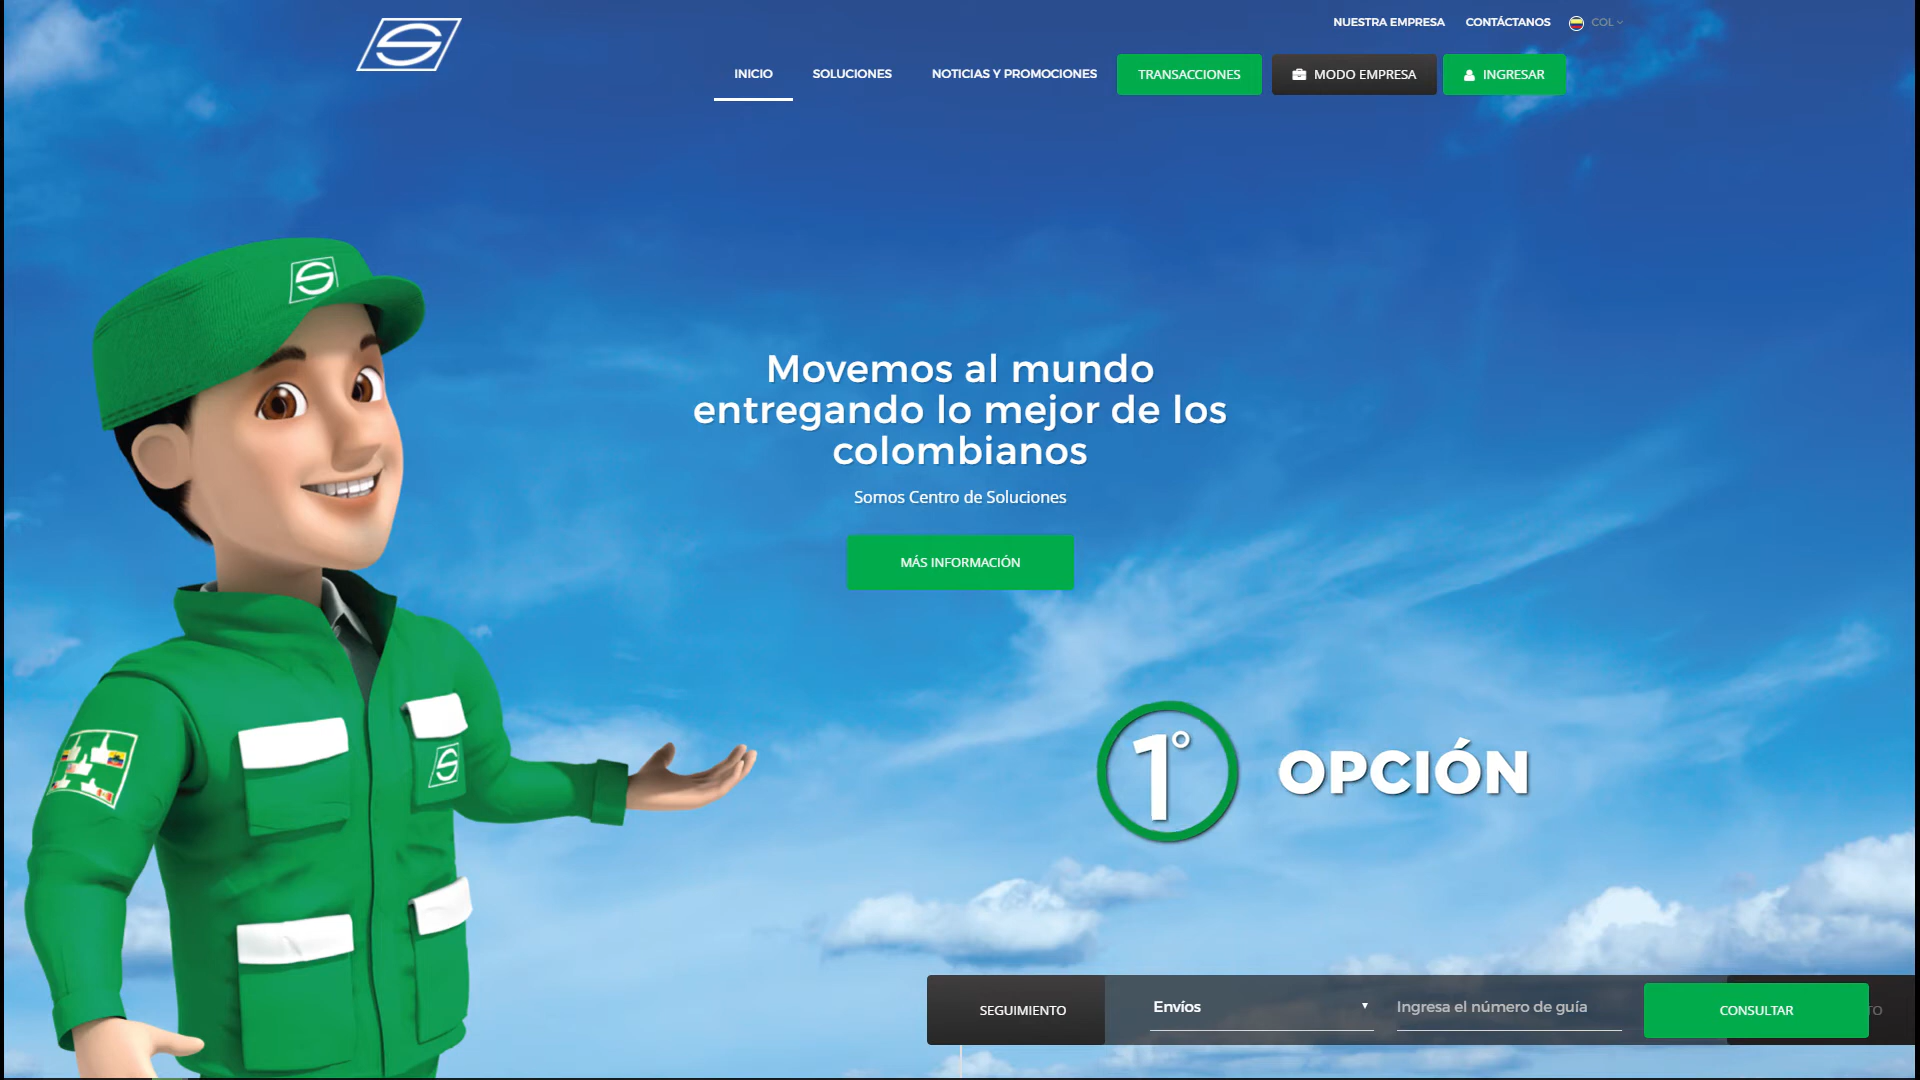 NUESTRA EMPRESA
CONTÁCTANOS
COL
INICIO
SOLUCIONES
NOTICIAS Y PROMOCIONES
TRANSACCIONES
MODO EMPRESA
INGRESAR
Movemos al mundo
entregando lo mejor de los
colombianos
Somos Centro de Soluciones
MÁS INFORMACIÓN
1° OPCIÓN
SEGUIMIENTO
Envíos
Ingresa el número de guía
CONSULTAR